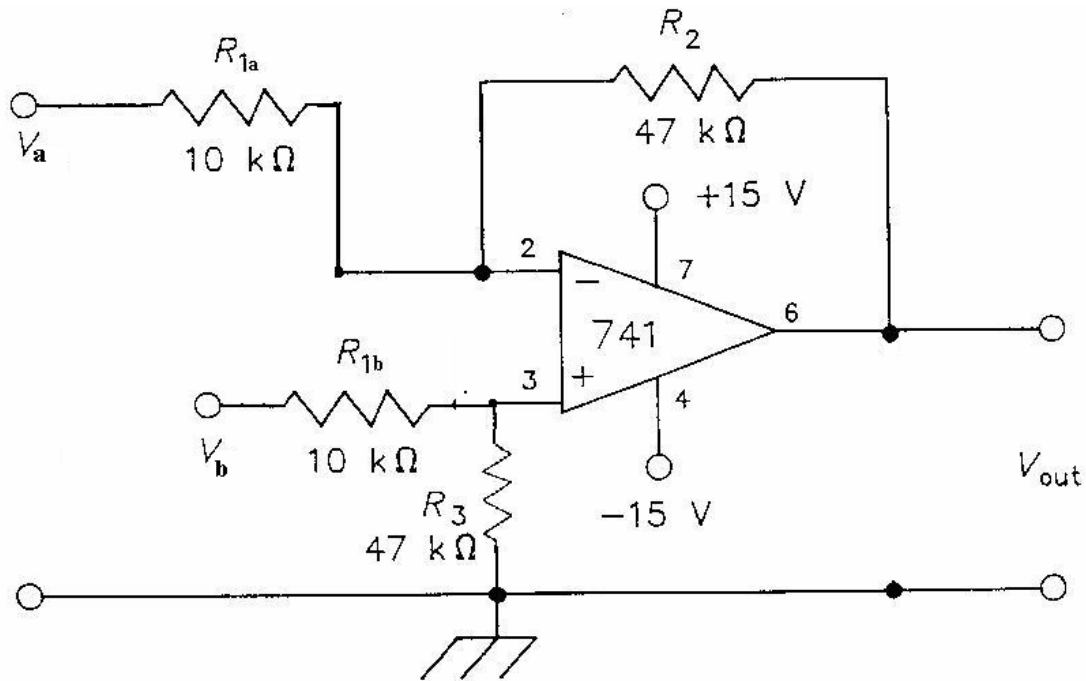 R2
R1a
47 kΩ
Va
10 kΩ
+15 V
2
7
−
6
741
R1b
3
+
4
Vb
10 kΩ
Vout
R3
−15 V
47 kΩ